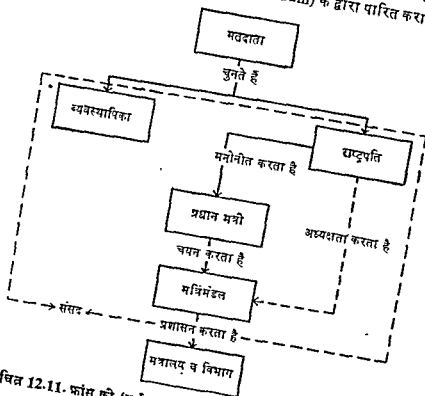 के द्वारा पारित करा
मतदाता
चुनते हैं
व्यवस्थापिका
राष्ट्रपति
मनोनीत करता है
प्रधान मंत्री
अध्यक्षता करता है
चयन करता है
मंत्रिमंडल
संसद
प्रशासन करता है
मंत्रालय व विभाग
चित्र 12.11. फ्रांस की